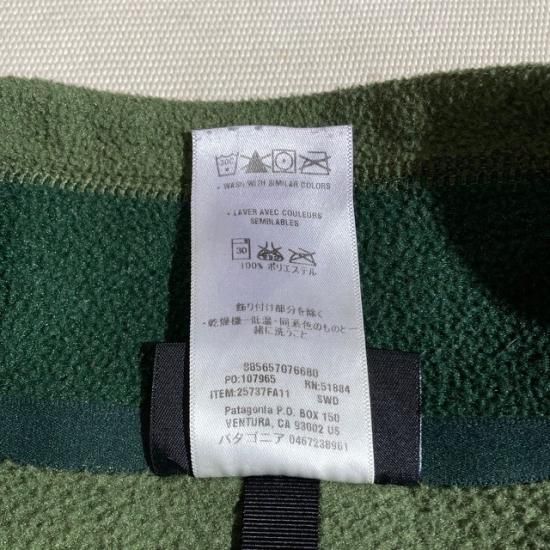 30C
• WASH WITH SIMILAR COLORS
• LAVER AVEC COULEURS
SEMBLABLES
30
100% ポリエステル
飾り付け部分を除く
・乾燥機−低温・同系色のものと一
緒に洗うこと
885657076680
PO:107965 RN:51884
ITEM:25737FA11 SWD
Patagonia P.O. BOX 150
VENTURA, CA 93002 US
パタゴニア 0467238961